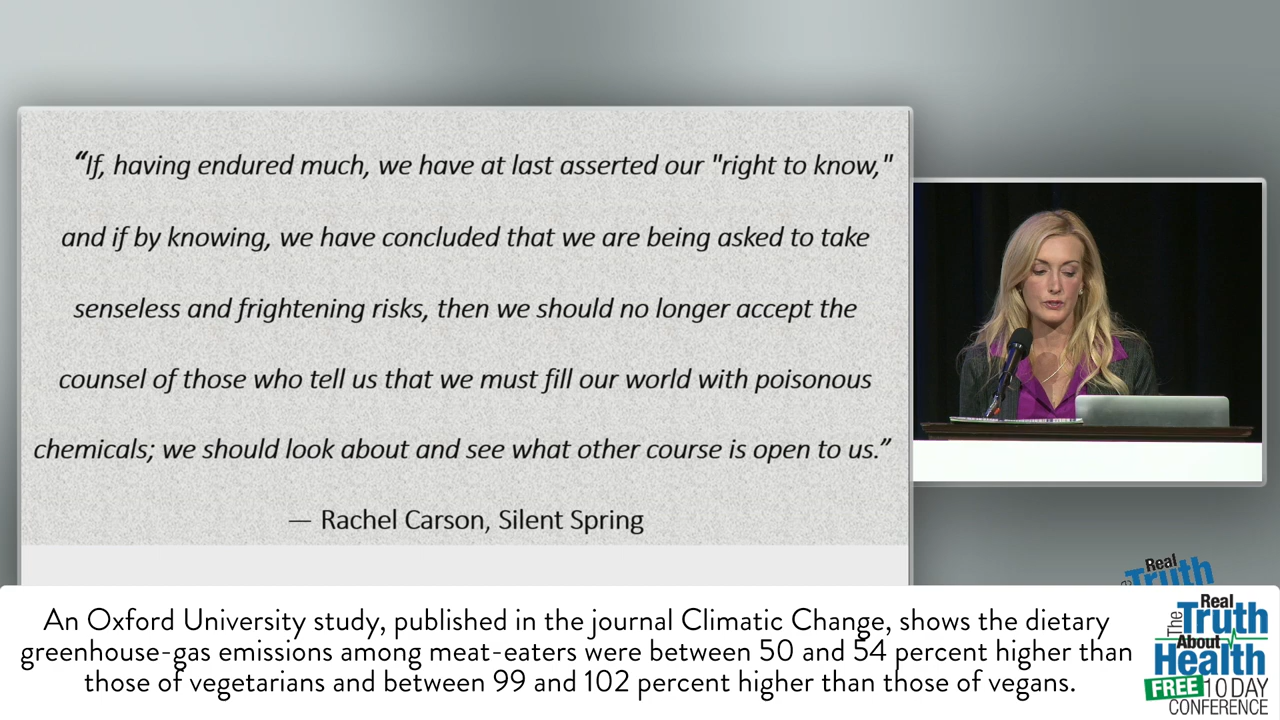 “If, having endured much, we have at last asserted our "right to know,"
and if by knowing, we have concluded that we are being asked to take
senseless and frightening risks, then we should no longer accept the
counsel of those who tell us that we must fill our world with poisonous
chemicals; we should look about and see what other course is open to us.”
— Rachel Carson, Silent Spring
Real
Truth
An Oxford University study, published in the journal Climatic Change, shows the dietary
greenhouse-gas emissions among meat-eaters were between 50 and 54 percent higher than
those of vegetarians and between 99 and 102 percent higher than those of vegans.
The Real
Truth
About
Health
FREE 10 DAY
CONFERENCE